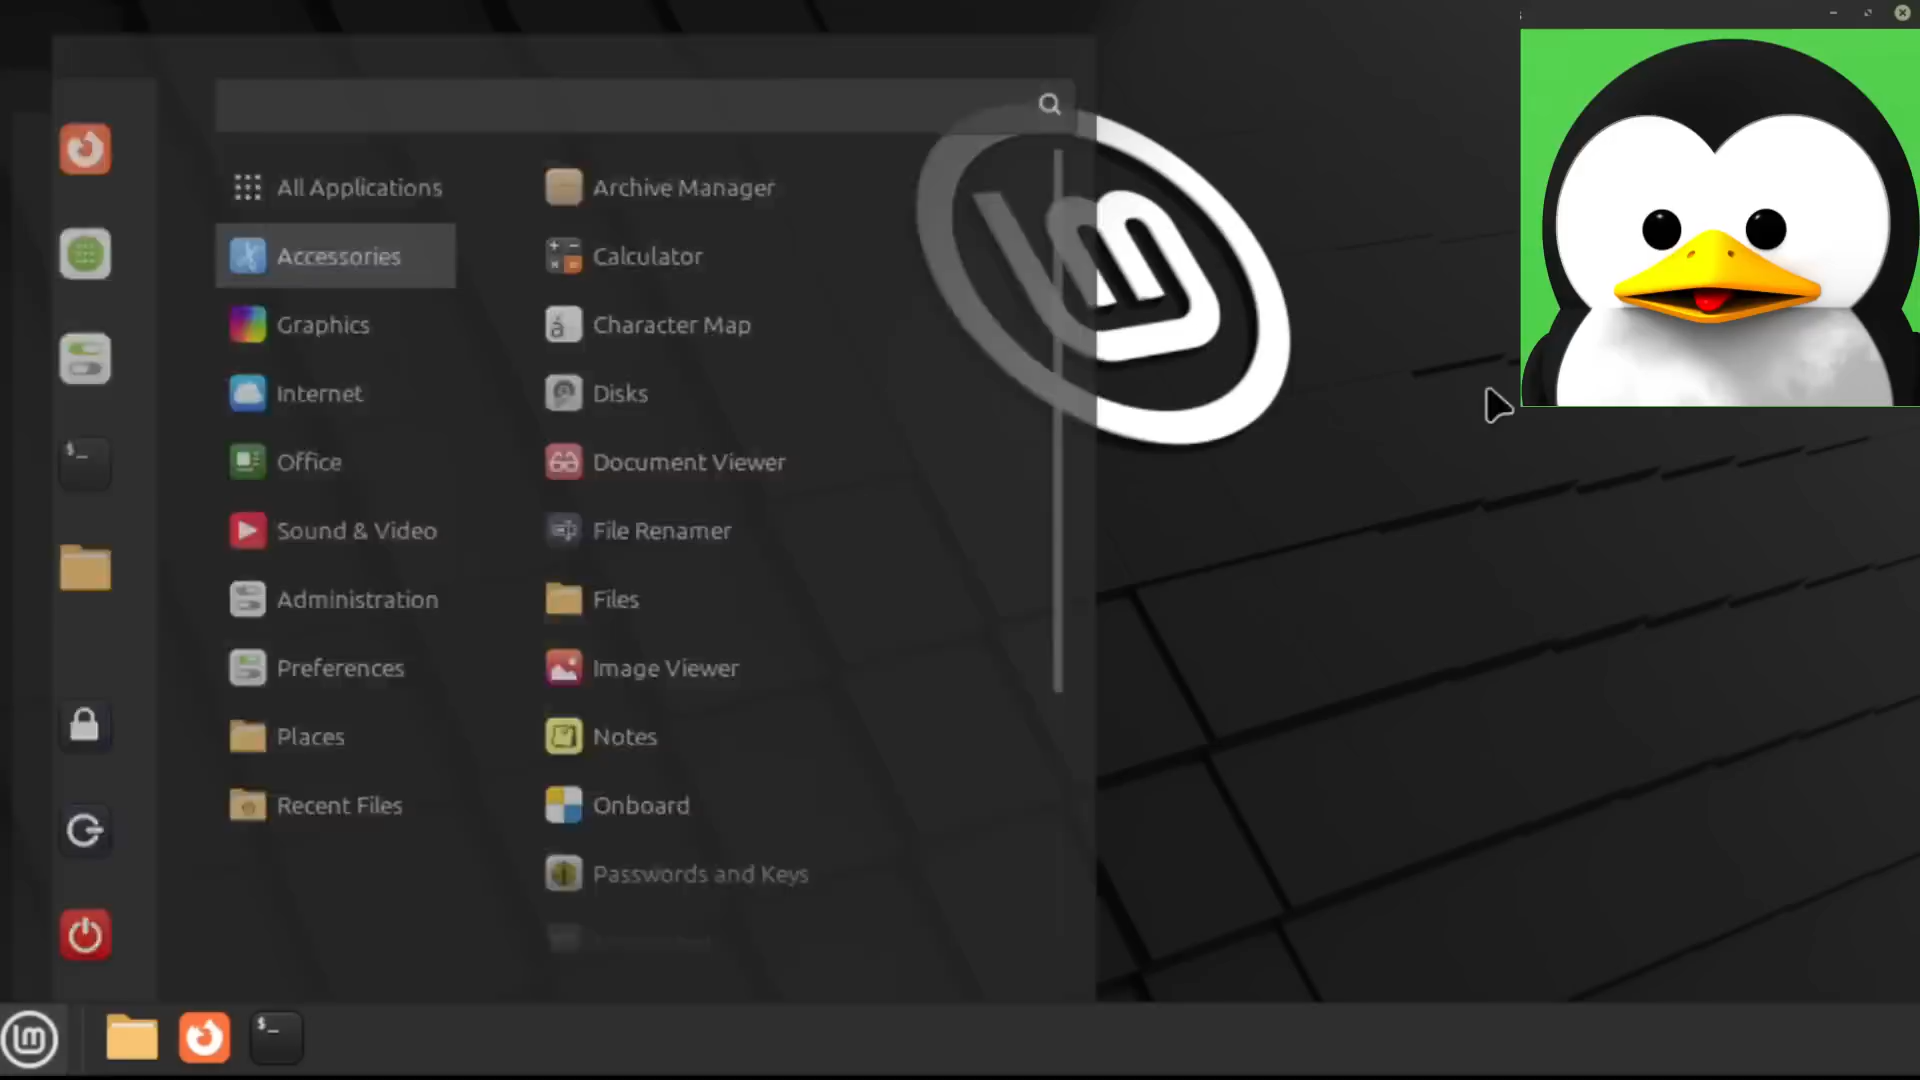 All Applications
Accessories
Graphics
Internet
Office
Sound & Video
Administration
Preferences
Places
Recent Files
Archive Manager
Calculator
Character Map
Disks
Document Viewer
File Renamer
Files
Image Viewer
Notes
Onboard
Passwords and Keys
$_
$_